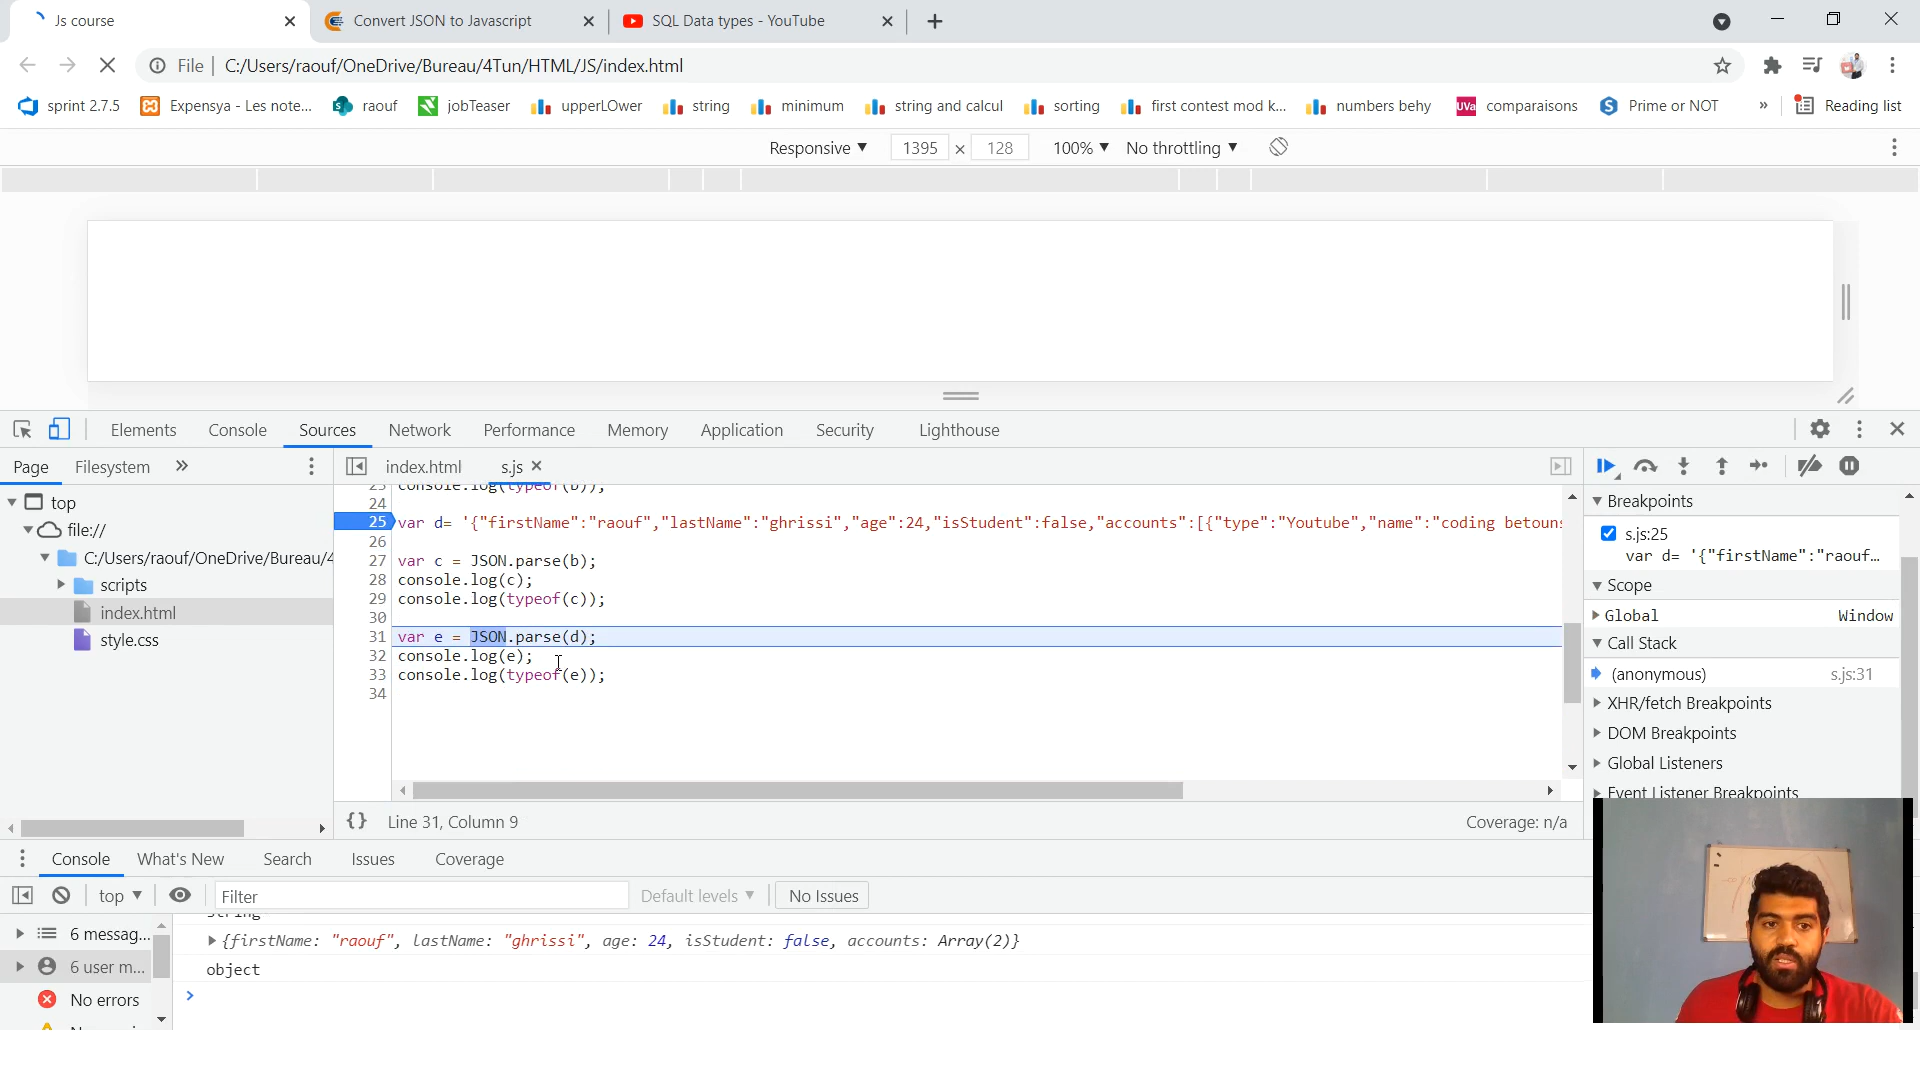 Js course
Convert JSON to Javascript
SQL Data types - YouTube
File
C:/Users/raouf/OneDrive/Bureau/4Tun/HTML/JS/index.html
sprint 2.7.5
Expensya - Les note...
raouf
jobTeaser
upperLOwer
string
minimum
string and calcul
sorting
first contest mod k...
numbers behy
UVa
comparaisons
Prime or NOT
»
Reading list
Responsive
1395 × 128
100%
No throttling
Elements
Console
Sources
Network
Performance
Memory
Application
Security
Lighthouse
Page
Filesystem
»
index.html
s.js
top
file://
C:/Users/raouf/OneDrive/Bureau/4
scripts
index.html
style.css
23 console.log(typeof(b));
24
25 var d= '{"firstName":"raouf","lastName":"ghrissi","age":24,"isStudent":false,"accounts":[{"type":"Youtube","name":"coding betouns
26
27 var c = JSON.parse(b);
28 console.log(c);
29 console.log(typeof(c));
30
31 var e = JSON.parse(d);
32 console.log(e);
33 console.log(typeof(e));
34
{} Line 31, Column 9
Coverage: n/a
Breakpoints
s.js:25
var d= '{"firstName":"raouf…
Scope
Global Window
Call Stack
(anonymous) s.js:31
XHR/fetch Breakpoints
DOM Breakpoints
Global Listeners
Event Listener Breakpoints
Console
What's New
Search
Issues
Coverage
top
Filter
Default levels
No Issues
6 messag...
6 user m...
No errors
string
{firstName: "raouf", lastName: "ghrissi", age: 24, isStudent: false, accounts: Array(2)}
object